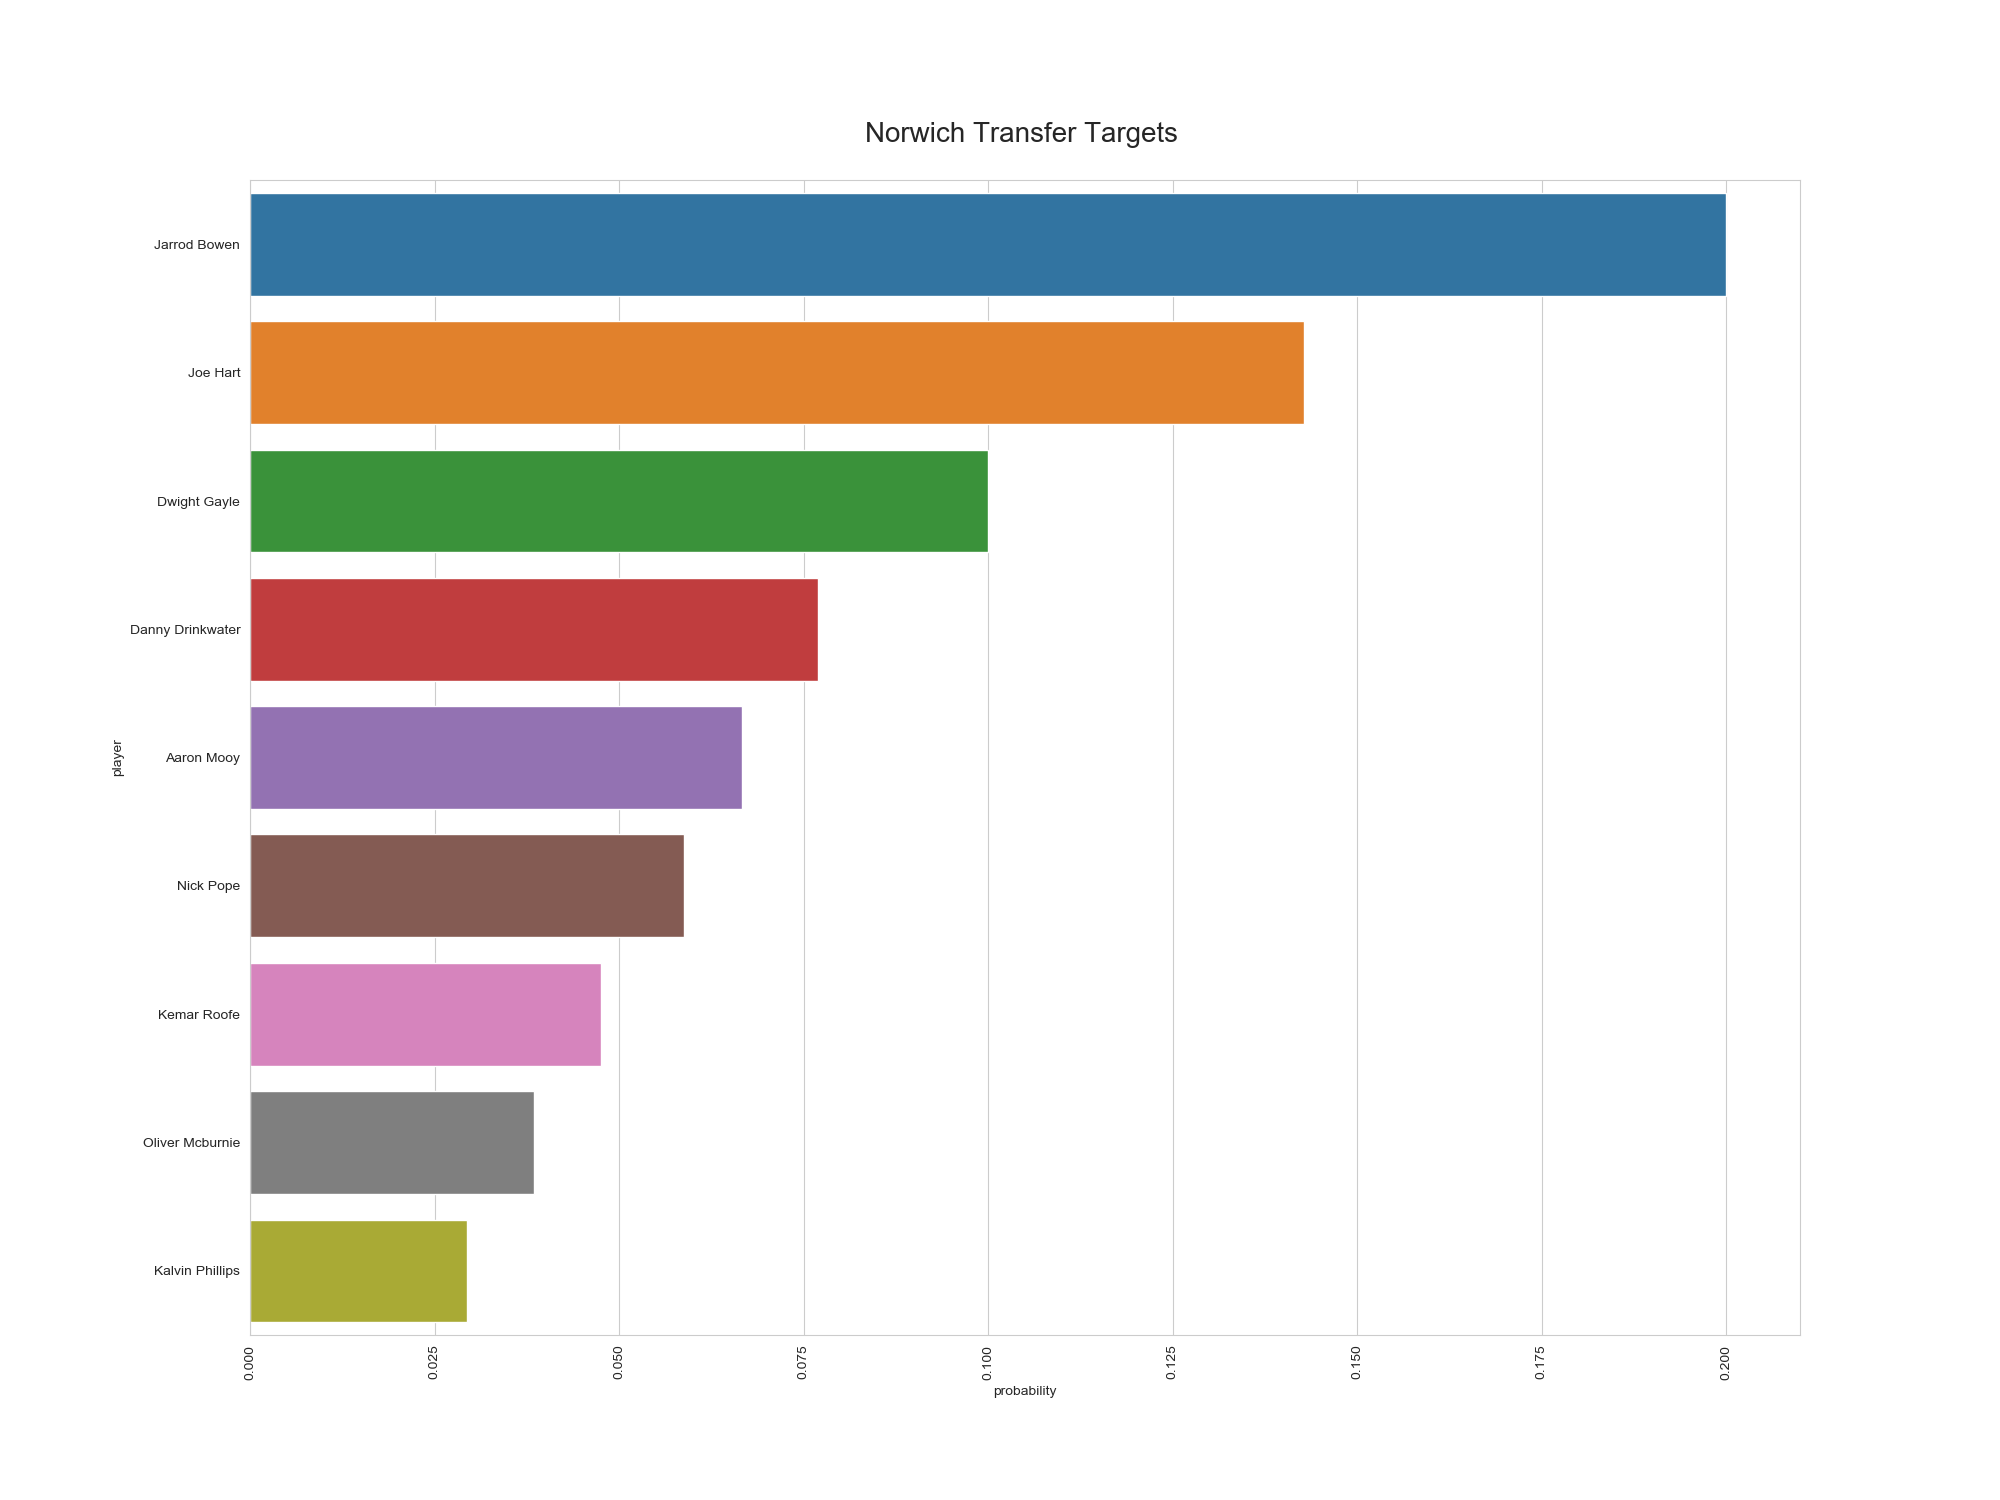 Norwich Transfer Targets
Jarrod Bowen
Joe Hart
Dwight Gayle
Danny Drinkwater
Aaron Mooy
Nick Pope
Kemar Roofe
Oliver Mcburnie
Kalvin Phillips
player
0.000 0.025 0.050 0.075 0.100 0.125 0.150 0.175 0.200
probability